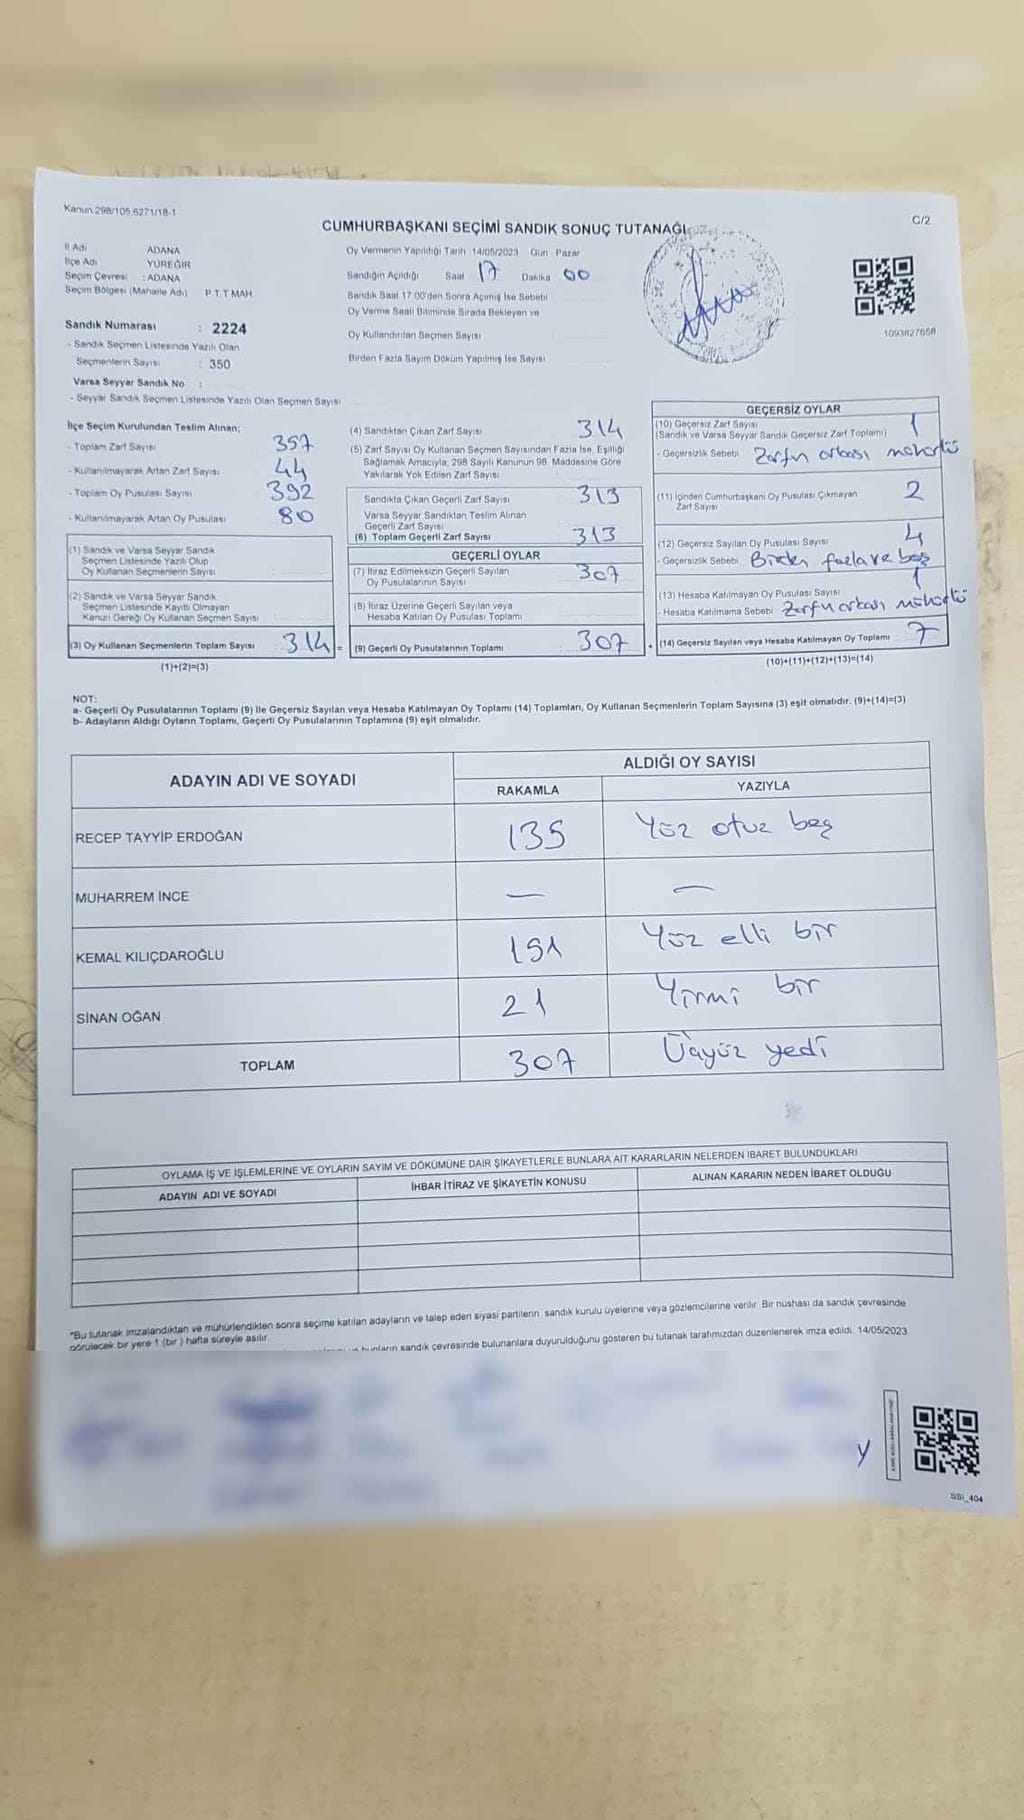 Kanun.298/105,6271/18-1
C/2
CUMHURBAŞKANI SEÇİMİ SANDIK SONUÇ TUTANAĞI
İl Adı ADANA
İlçe Adı YÜREĞİR
Seçim Çevresi : ADANA
Seçim Bölgesi (Mahalle Adı) P.T.T MAH
Sandık Numarası : 2224
- Sandık Seçmen Listesinde Yazılı Olan
Seçmenlerin Sayısı : 350
Varsa Seyyar Sandık No :
- Seyyar Sandık Seçmen Listesinde Yazılı Olan Seçmen Sayısı
Oy Vermenin Yapıldığı Tarih :14/05/2023 Gün : Pazar
Sandığın Açıldığı Saat 17 Dakika 00
Sandık Saat 17:00'den Sonra Açılmış İse Sebebi
Oy Verme Saati Bitiminde Sırada Bekleyen ve
Oy Kullandırılan Seçmen Sayısı
Birden Fazla Sayım Döküm Yapılmış İse Sayısı
1093827658
İlçe Seçim Kurulundan Teslim Alınan;
- Toplam Zarf Sayısı 357
- Kullanılmayarak Artan Zarf Sayısı 44
- Toplam Oy Pusulası Sayısı 392
- Kullanılmayarak Artan Oy Pusulası 80
(1) Sandık ve Varsa Seyyar Sandık
Seçmen Listesinde Yazılı Olup
Oy Kullanan Seçmenlerin Sayısı
(2) Sandık ve Varsa Seyyar Sandık
Seçmen Listesinde Kayıtlı Olmayan
Kanun Gereği Oy Kullanan Seçmen Sayısı
(3) Oy Kullanan Seçmenlerin Toplam Sayısı : 314 =
(1)+(2)=(3)
(4) Sandıktan Çıkan Zarf Sayısı 314
(5) Zarf Sayısı Oy Kullanan Seçmen Sayısından Fazla İse, Eşitliği
Sağlamak Amacıyla, 298 Sayılı Kanunun 98. Maddesine Göre
Yakılarak Yok Edilen Zarf Sayısı
Sandıkta Çıkan Geçerli Zarf Sayısı 313
Varsa Seyyar Sandıktan Teslim Alınan
Geçerli Zarf Sayısı
(6) Toplam Geçerli Zarf Sayısı 313
GEÇERLİ OYLAR
(7) İtiraz Edilmeksizin Geçerli Sayılan 307
Oy Pusulalarının Sayısı
(8) İtiraz Üzerine Geçerli Sayılan veya
Hesaba Katılan Oy Pusulası Toplamı
(9) Geçerli Oy Pusulalarının Toplamı : 307 +
GEÇERSİZ OYLAR
(10) Geçersiz Zarf Sayısı 1
(Sandık ve Varsa Seyyar Sandık Geçersiz Zarf Toplamı)
- Geçersizlik Sebebi Zarfın arkası mühürlü
(11) İçinden Cumhurbaşkanı Oy Pusulası Çıkmayan 2
Zarf Sayısı
(12) Geçersiz Sayılan Oy Pusulası Sayısı 4
- Geçersizlik Sebebi Birden fazla ve boş
(13) Hesaba Katılmayan Oy Pusulası Sayısı 1
- Hesaba Katılmama Sebebi Zarfın arkası mühürlü
(14) Geçersiz Sayılan veya Hesaba Katılmayan Oy Toplamı 7
(10)+(11)+(12)+(13)=(14)
NOT:
a- Geçerli Oy Pusulalarının Toplamı (9) ile Geçersiz Sayılan veya Hesaba Katılmayan Oy Toplamı (14) Toplamları, Oy Kullanan Seçmenlerin Toplam Sayısına (3) eşit olmalıdır. (9)+(14)=(3)
b- Adayların Aldığı Oyların Toplamı, Geçerli Oy Pusulalarının Toplamına (9) eşit olmalıdır.
ADAYIN ADI VE SOYADI
ALDIĞI OY SAYISI
RAKAMLA YAZIYLA
RECEP TAYYİP ERDOĞAN 135 Yüz otuz beş
MUHARREM İNCE — —
KEMAL KILIÇDAROĞLU 151 Yüz elli bir
SİNAN OĞAN 21 Yirmi bir
TOPLAM 307 Üçyüz yedi
OYLAMA İŞ VE İŞLEMLERİNE VE OYLARIN SAYIM VE DÖKÜMÜNE DAİR ŞİKAYETLERLE BUNLARA AİT KARARLARIN NELERDEN İBARET BULUNDUKLARI
ADAYIN ADI VE SOYADI İHBAR İTİRAZ VE ŞİKAYETİN KONUSU ALINAN KARARIN NEDEN İBARET OLDUĞU
*Bu tutanak imzalandıktan ve mühürlendikten sonra seçime katılan adayların ve talep eden siyasi partilerin sandık kurulu üyelerine veya gözlemcilerine verilir. Bir nüshası da sandık çevresinde
görülecek bir yere 1 (bir ) hafta süreyle asılır.
bunların sandık çevresinde bulunanlara duyurulduğunu gösteren bu tutanak tarafımızdan düzenlenerek imza edildi. 14/05/2023
SSI_404